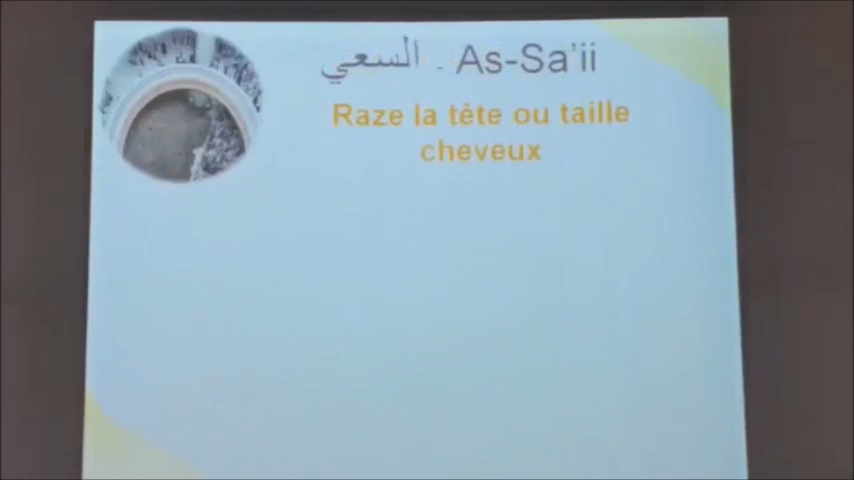 السعي - As-Sa'ii
Raze la tête ou taille
cheveux